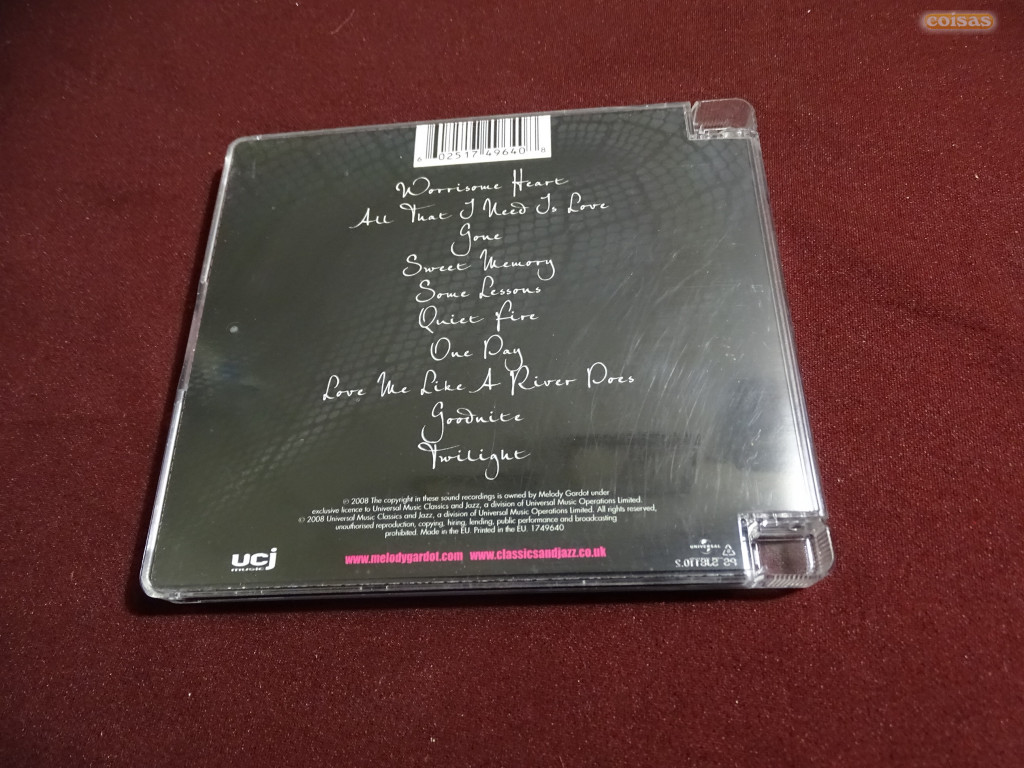 coisas
6 02517 49640 8
Worrisome Heart
All That I Need Is Love
Gone
Sweet Memory
Some Lessons
Quiet Fire
One Day
Love Me Like A River Does
Goodnite
Twilight
℗ 2008 The copyright in these sound recordings is owned by Melody Gardot under
exclusive licence to Universal Music Classics and Jazz, a division of Universal Music Operations Limited.
© 2008 Universal Music Classics and Jazz, a division of Universal Music Operations Limited. All rights reserved,
unauthorised reproduction, copying, hiring, lending, public performance and broadcasting
prohibited. Made in the EU. Printed in the EU. 1749640
ucj
music
www.melodygardot.com www.classicsandjazz.co.uk
UNIVERSAL
PS